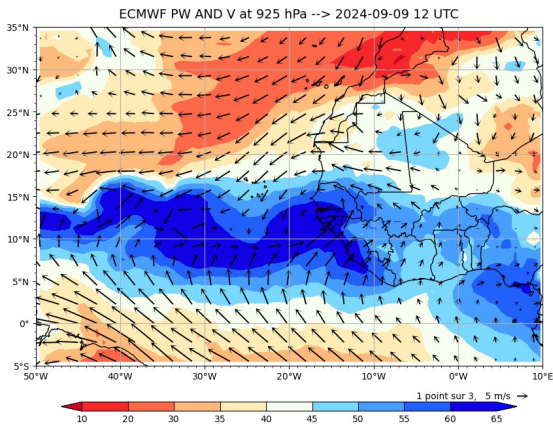 ECMWF PW AND V at 925 hPa --> 2024-09-09 12 UTC
35°N
30°N
25°N
20°N
15°N
10°N
5°N
0°
5°S
50°W 40°W 30°W 20°W 10°W 0°W 10°E
1 point sur 3, 5 m/s
10 20 30 35 40 45 50 55 60 65